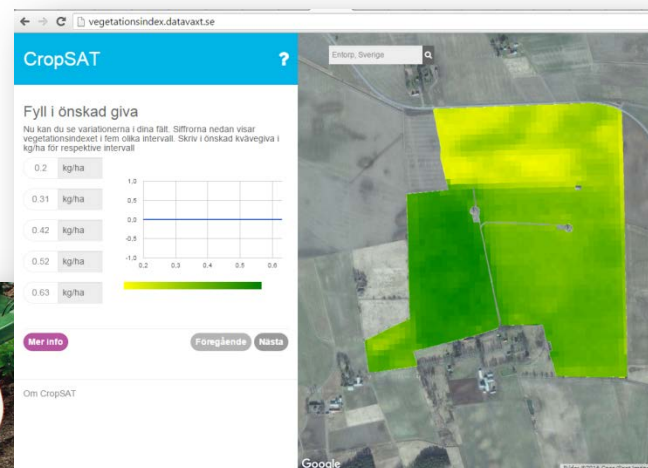 vegetationsindex.datavaxt.se
CropSAT
?
Entorp, Sverige
Fyll i önskad giva
Nu kan du se variationerna i dina fält. Siffrorna nedan visar
vegetationsindexet i fem olika intervall. Skriv i önskad kvävegiva i
kg/ha för respektive intervall
0.2 kg/ha
0.31 kg/ha
0.42 kg/ha
0.52 kg/ha
0.63 kg/ha
1.0
0.5
0.0
-0.5
-1.0
0.2 0.3 0.4 0.5 0.6
Mer info
Föregående Nästa
Om CropSAT
Google